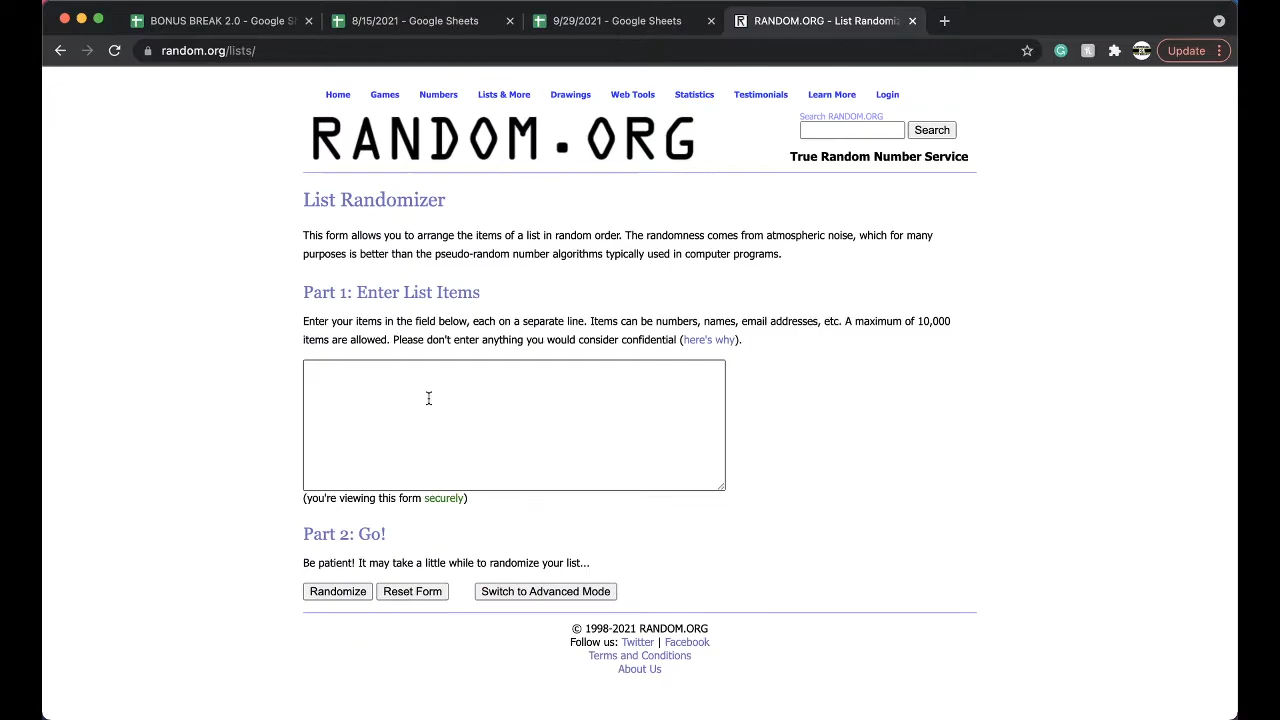 BONUS BREAK 2.0 - Google Sh
8/15/2021 - Google Sheets
9/29/2021 - Google Sheets
RANDOM.ORG - List Randomiz
random.org/lists/
Update
Home Games Numbers Lists & More Drawings Web Tools Statistics Testimonials Learn More Login
RANDOM.ORG
Search RANDOM.ORG
Search
True Random Number Service
List Randomizer
This form allows you to arrange the items of a list in random order. The randomness comes from atmospheric noise, which for many
purposes is better than the pseudo-random number algorithms typically used in computer programs.
Part 1: Enter List Items
Enter your items in the field below, each on a separate line. Items can be numbers, names, email addresses, etc. A maximum of 10,000
items are allowed. Please don't enter anything you would consider confidential (here's why).
(you're viewing this form securely)
Part 2: Go!
Be patient! It may take a little while to randomize your list...
Randomize Reset Form Switch to Advanced Mode
© 1998-2021 RANDOM.ORG
Follow us: Twitter | Facebook
Terms and Conditions
About Us